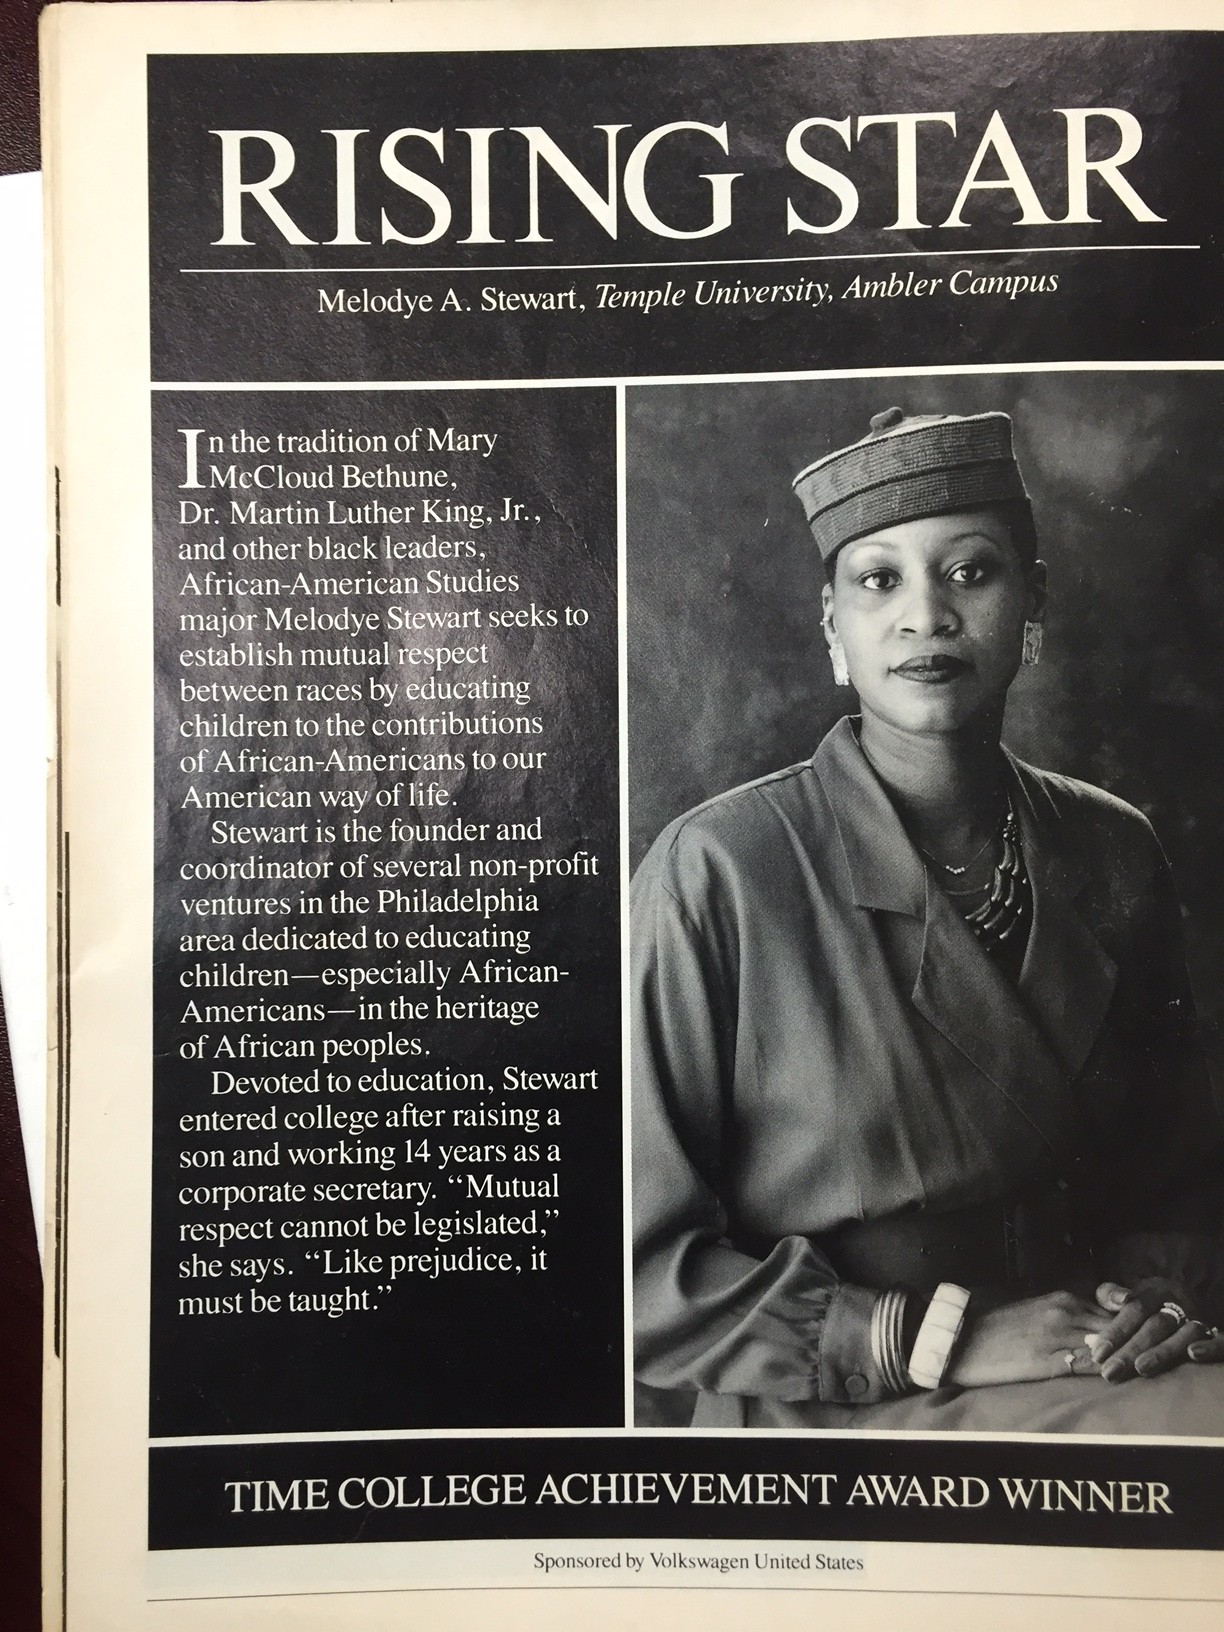 RISING STAR
Melodye A. Stewart, Temple University, Ambler Campus
In the tradition of Mary
McCloud Bethune,
Dr. Martin Luther King, Jr.,
and other black leaders,
African-American Studies
major Melodye Stewart seeks to
establish mutual respect
between races by educating
children to the contributions
of African-Americans to our
American way of life.
Stewart is the founder and
coordinator of several non-profit
ventures in the Philadelphia
area dedicated to educating
children—especially African-
Americans—in the heritage
of African peoples.
Devoted to education, Stewart
entered college after raising a
son and working 14 years as a
corporate secretary. “Mutual
respect cannot be legislated,”
she says. “Like prejudice, it
must be taught.”
TIME COLLEGE ACHIEVEMENT AWARD WINNER
Sponsored by Volkswagen United States